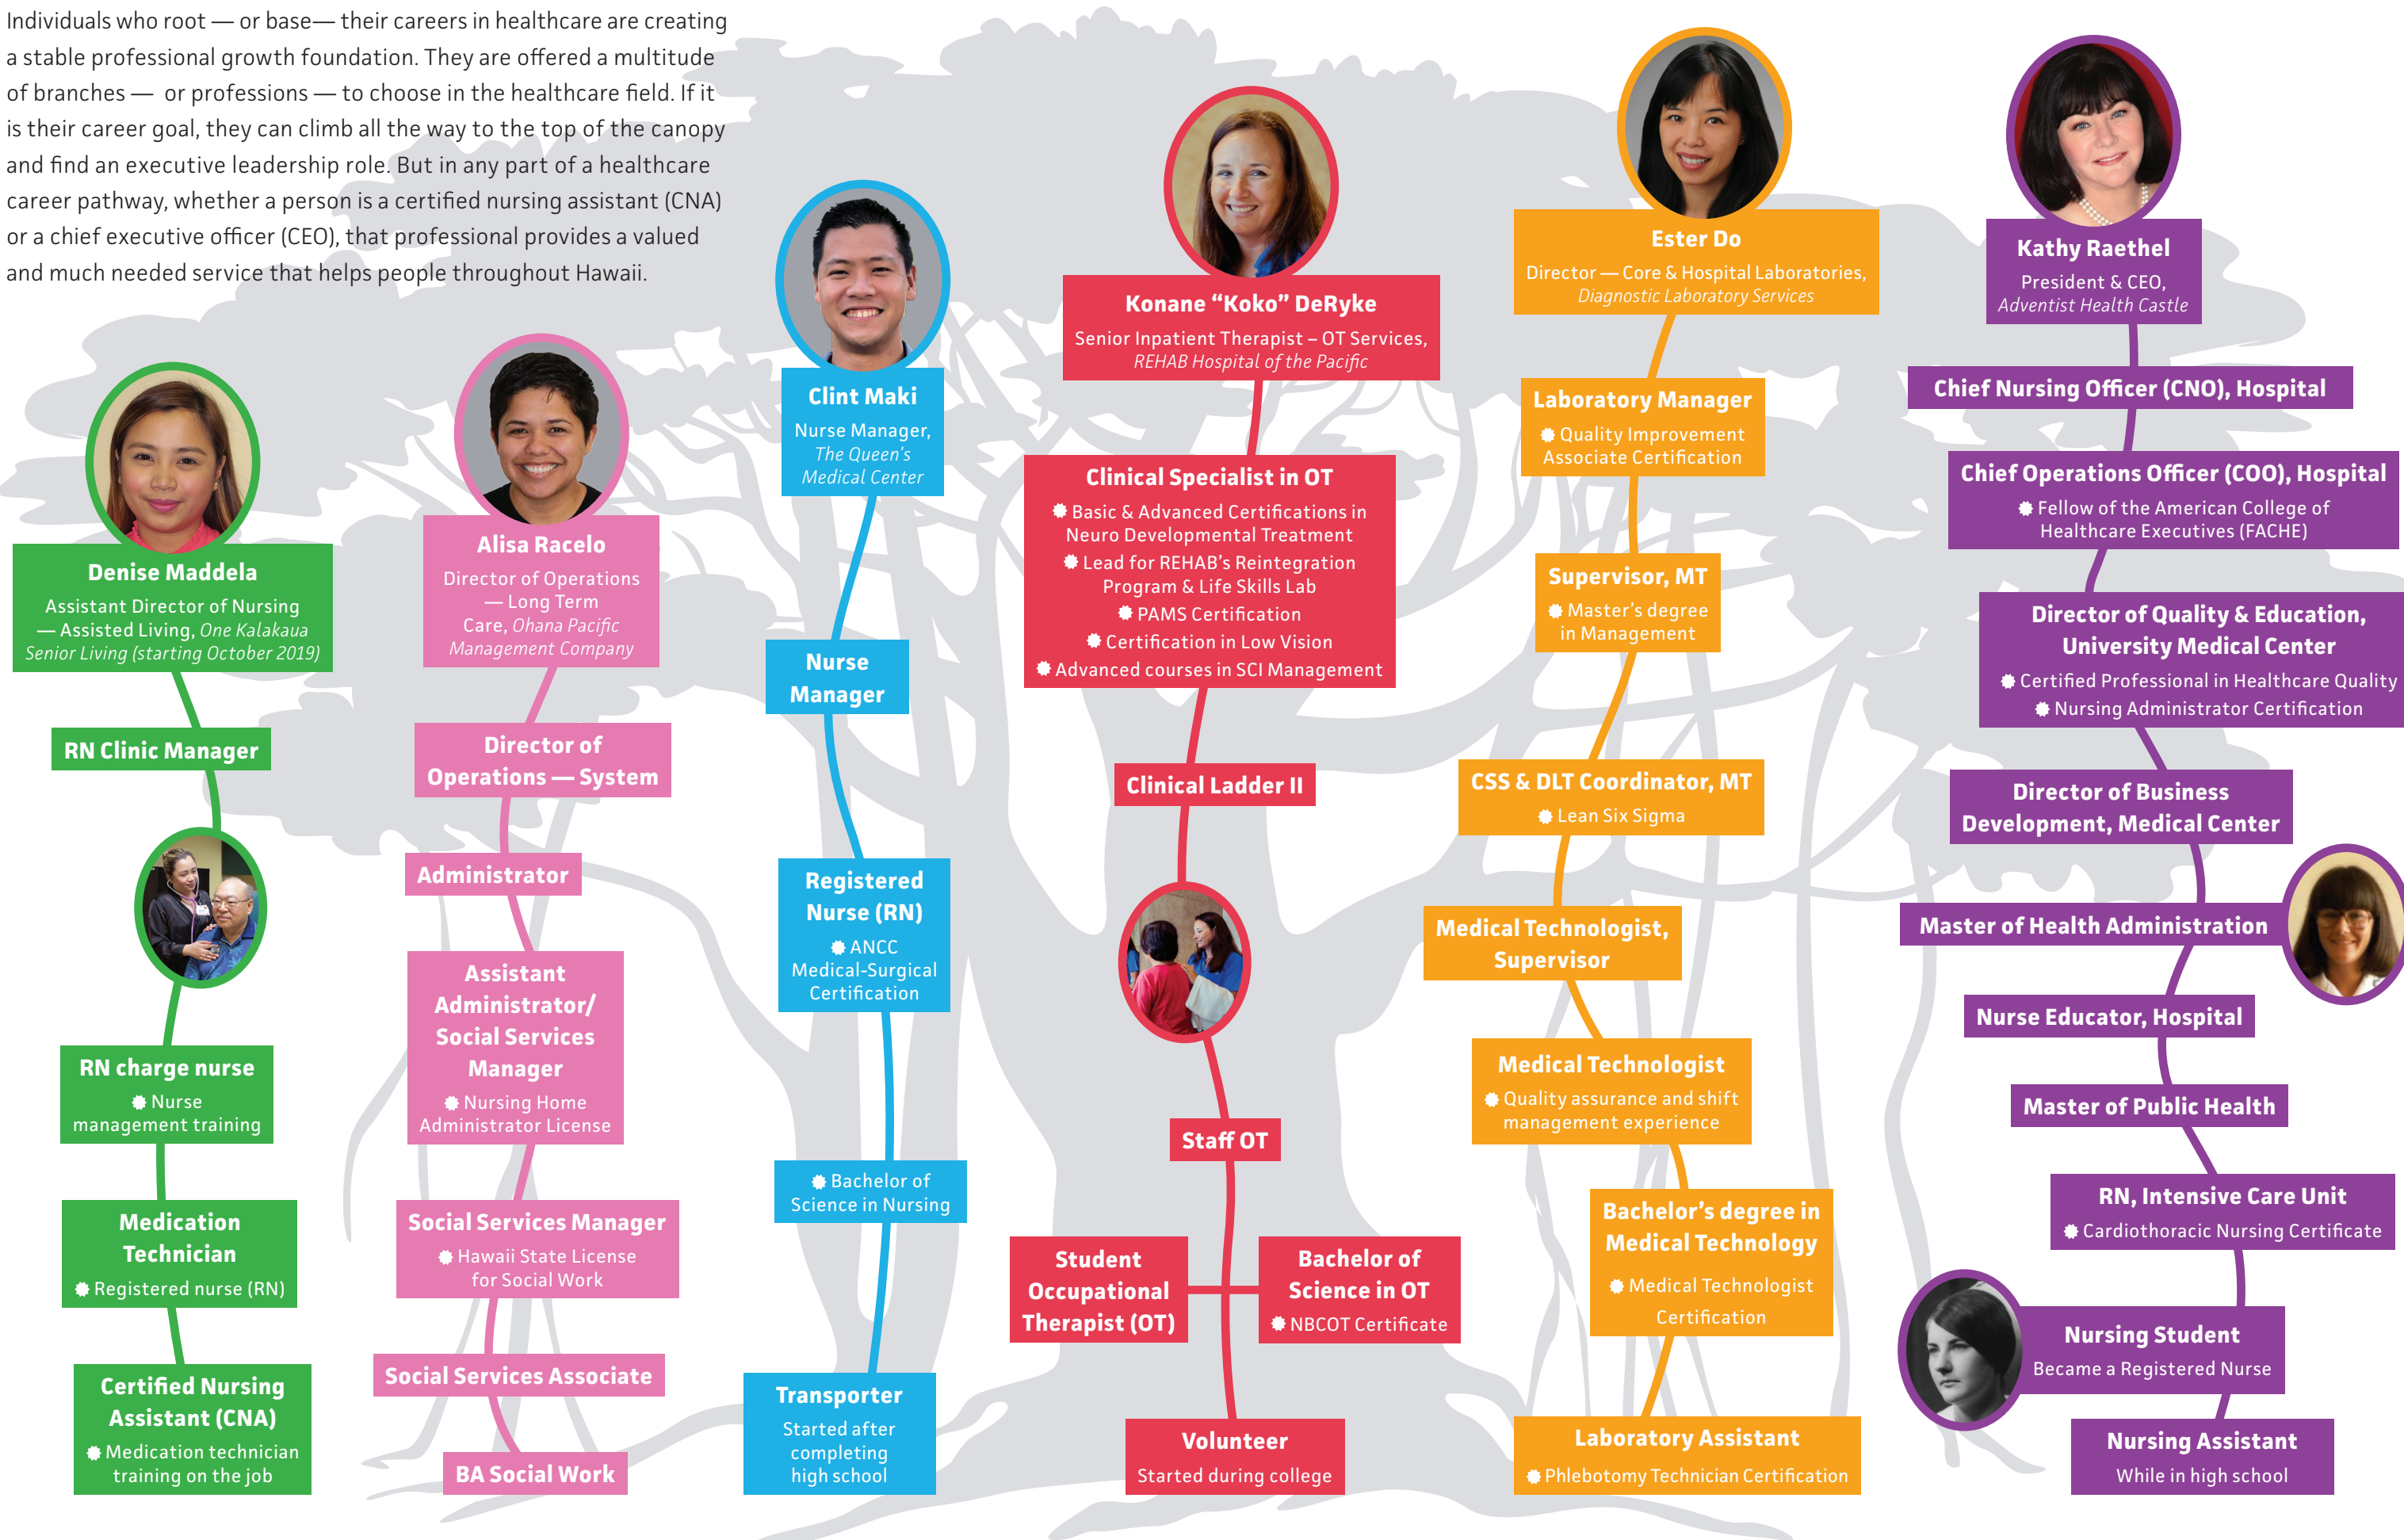 Individuals who root — or base— their careers in healthcare are creating
a stable professional growth foundation. They are offered a multitude
of branches — or professions — to choose in the healthcare field. If it
is their career goal, they can climb all the way to the top of the canopy
and find an executive leadership role. But in any part of a healthcare
career pathway, whether a person is a certified nursing assistant (CNA)
or a chief executive officer (CEO), that professional provides a valued
and much needed service that helps people throughout Hawaii.
Denise Maddela
Assistant Director of Nursing
— Assisted Living, One Kalakaua
Senior Living (starting October 2019)
RN Clinic Manager
RN charge nurse
Nurse
management training
Medication
Technician
Registered nurse (RN)
Certified Nursing
Assistant (CNA)
Medication technician
training on the job
Alisa Racelo
Director of Operations
— Long Term
Care, Ohana Pacific
Management Company
Director of
Operations — System
Administrator
Assistant
Administrator/
Social Services
Manager
Nursing Home
Administrator License
Social Services Manager
Hawaii State License
for Social Work
Social Services Associate
BA Social Work
Clint Maki
Nurse Manager,
The Queen's
Medical Center
Nurse
Manager
Registered
Nurse (RN)
ANCC
Medical-Surgical
Certification
Bachelor of
Science in Nursing
Transporter
Started after
completing
high school
Konane “Koko” DeRyke
Senior Inpatient Therapist – OT Services,
REHAB Hospital of the Pacific
Clinical Specialist in OT
Basic & Advanced Certifications in
Neuro Developmental Treatment
Lead for REHAB's Reintegration
Program & Life Skills Lab
PAMS Certification
Certification in Low Vision
Advanced courses in SCI Management
Clinical Ladder II
Staff OT
Student
Occupational
Therapist (OT)
Bachelor of
Science in OT
NBCOT Certificate
Volunteer
Started during college
Ester Do
Director — Core & Hospital Laboratories,
Diagnostic Laboratory Services
Laboratory Manager
Quality Improvement
Associate Certification
Supervisor, MT
Master's degree
in Management
CSS & DLT Coordinator, MT
Lean Six Sigma
Medical Technologist,
Supervisor
Medical Technologist
Quality assurance and shift
management experience
Bachelor's degree in
Medical Technology
Medical Technologist
Certification
Laboratory Assistant
Phlebotomy Technician Certification
Kathy Raethel
President & CEO,
Adventist Health Castle
Chief Nursing Officer (CNO), Hospital
Chief Operations Officer (COO), Hospital
Fellow of the American College of
Healthcare Executives (FACHE)
Director of Quality & Education,
University Medical Center
Certified Professional in Healthcare Quality
Nursing Administrator Certification
Director of Business
Development, Medical Center
Master of Health Administration
Nurse Educator, Hospital
Master of Public Health
RN, Intensive Care Unit
Cardiothoracic Nursing Certificate
Nursing Student
Became a Registered Nurse
Nursing Assistant
While in high school